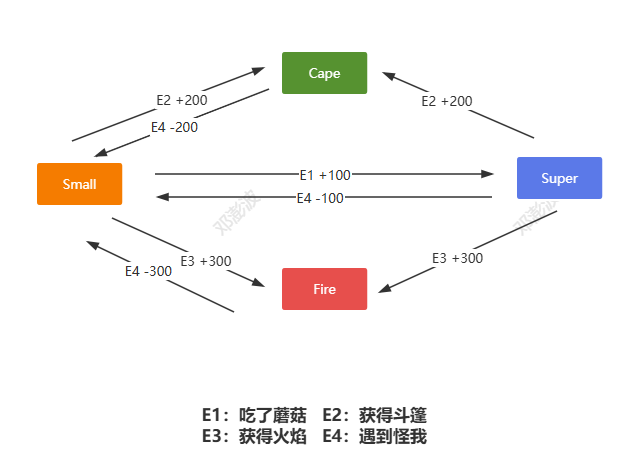 Cape
E2 +200
E2 +200
E4 -200
E1 +100
Small
Super
E4 -100
邓澎波
邓澎波
E3 +300
E3 +300
E4 -300
Fire
E1：吃了蘑菇 E2：获得斗篷
E3：获得火焰 E4：遇到怪我